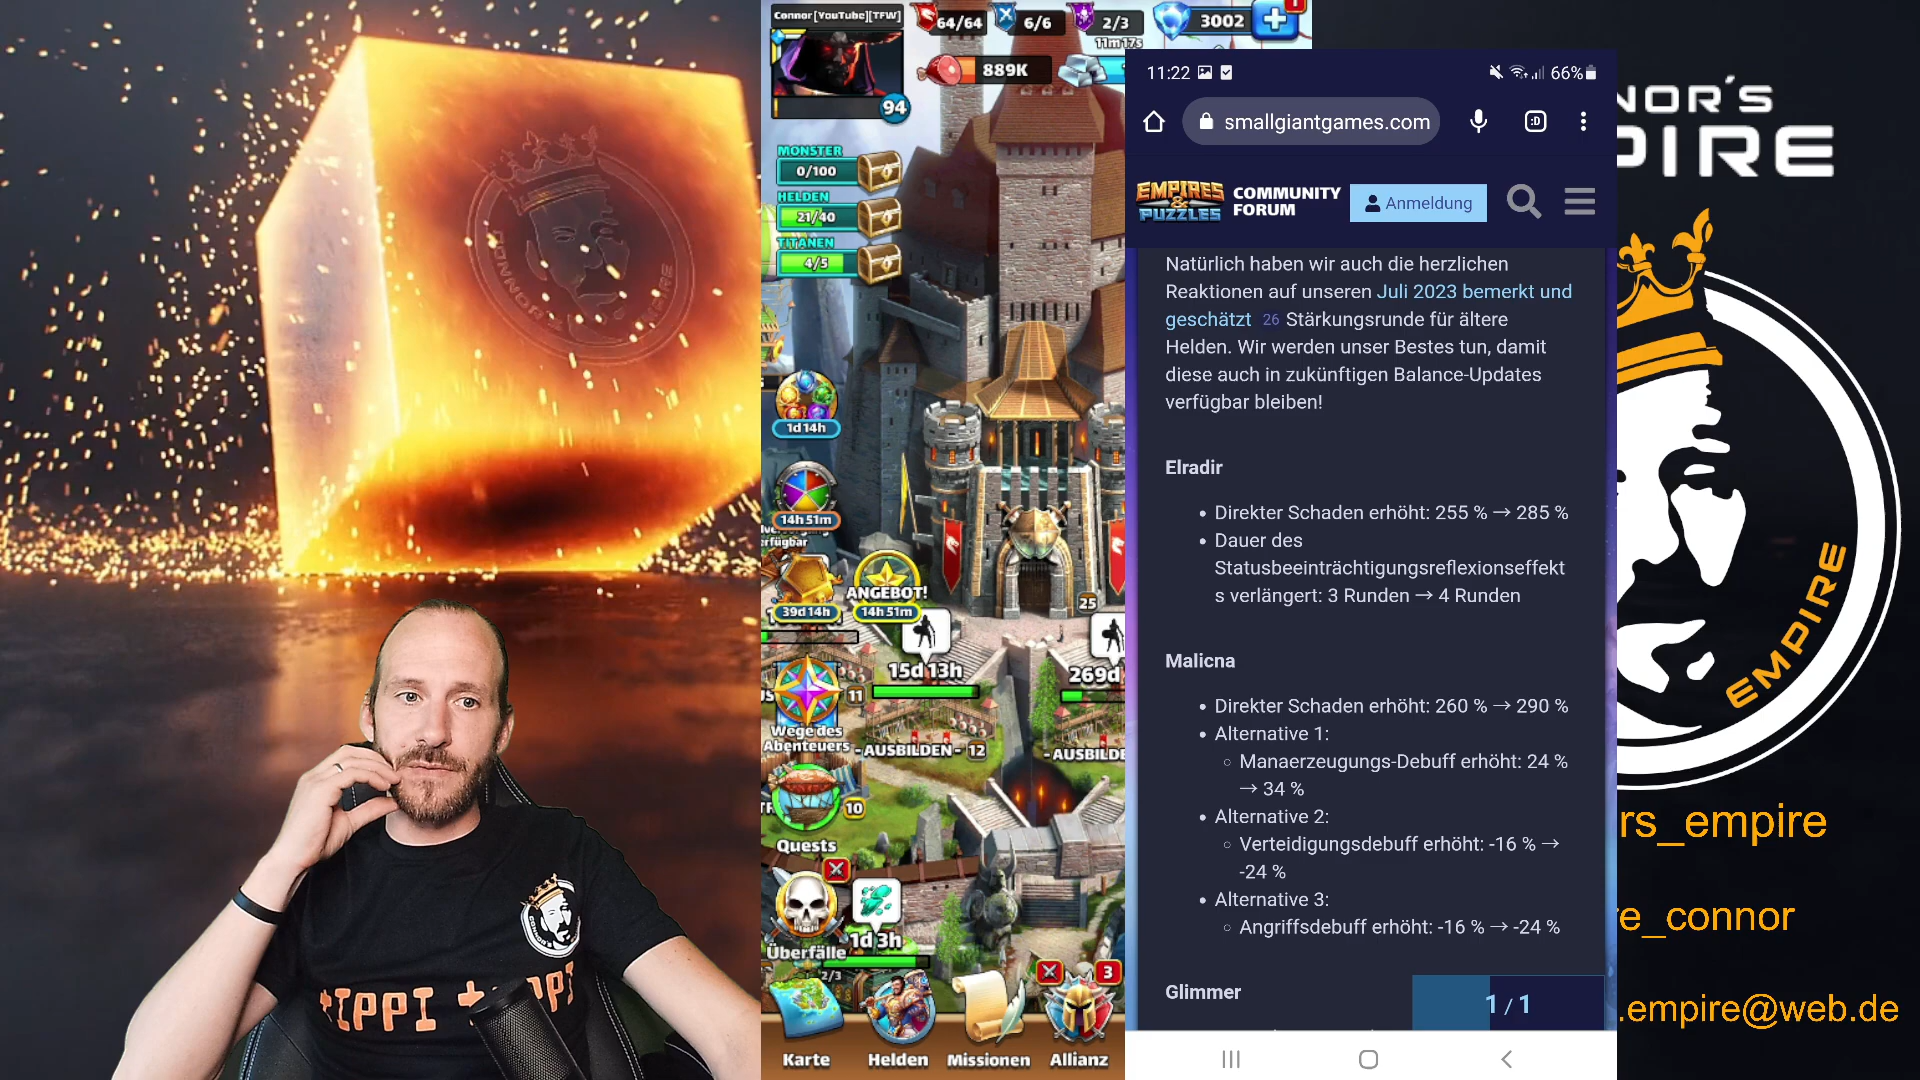 CONNOR'S
EMPIRE
Connor[YouTube][TFW]
94
64/64
6/6
2/3
11m17s
3002
889K
MONSTER
0/100
HELDEN
21/40
TITANEN
4/5
1d 14h
14h 51m
erfügbar
39d 14h
ANGEBOT!
14h 51m
25
15d 13h
269d
11
Wege des
Abenteuers
- AUSBILDEN - 12
- AUSBILDE
10
Quests
1d 3h
Überfälle
2/3
3
Karte
Helden
Missionen
Allianz
11:22
66%
smallgiantgames.com
:D
EMPIRES
&
PUZZLES
COMMUNITY
FORUM
Anmeldung
Natürlich haben wir auch die herzlichen
Reaktionen auf unseren Juli 2023 bemerkt und
geschätzt 26 Stärkungsrunde für ältere
Helden. Wir werden unser Bestes tun, damit
diese auch in zukünftigen Balance-Updates
verfügbar bleiben!
Elradir
• Direkter Schaden erhöht: 255 % → 285 %
• Dauer des
Statusbeeinträchtigungsreflexionseffekt
s verlängert: 3 Runden → 4 Runden
Malicna
• Direkter Schaden erhöht: 260 % → 290 %
• Alternative 1:
◦ Manaerzeugungs-Debuff erhöht: 24 %
→ 34 %
• Alternative 2:
◦ Verteidigungsdebuff erhöht: -16 % →
-24 %
• Alternative 3:
◦ Angriffsdebuff erhöht: -16 % → -24 %
Glimmer
1 / 1
NOR'S
PIRE
EMPIRE
rs_empire
re_connor
.empire@web.de